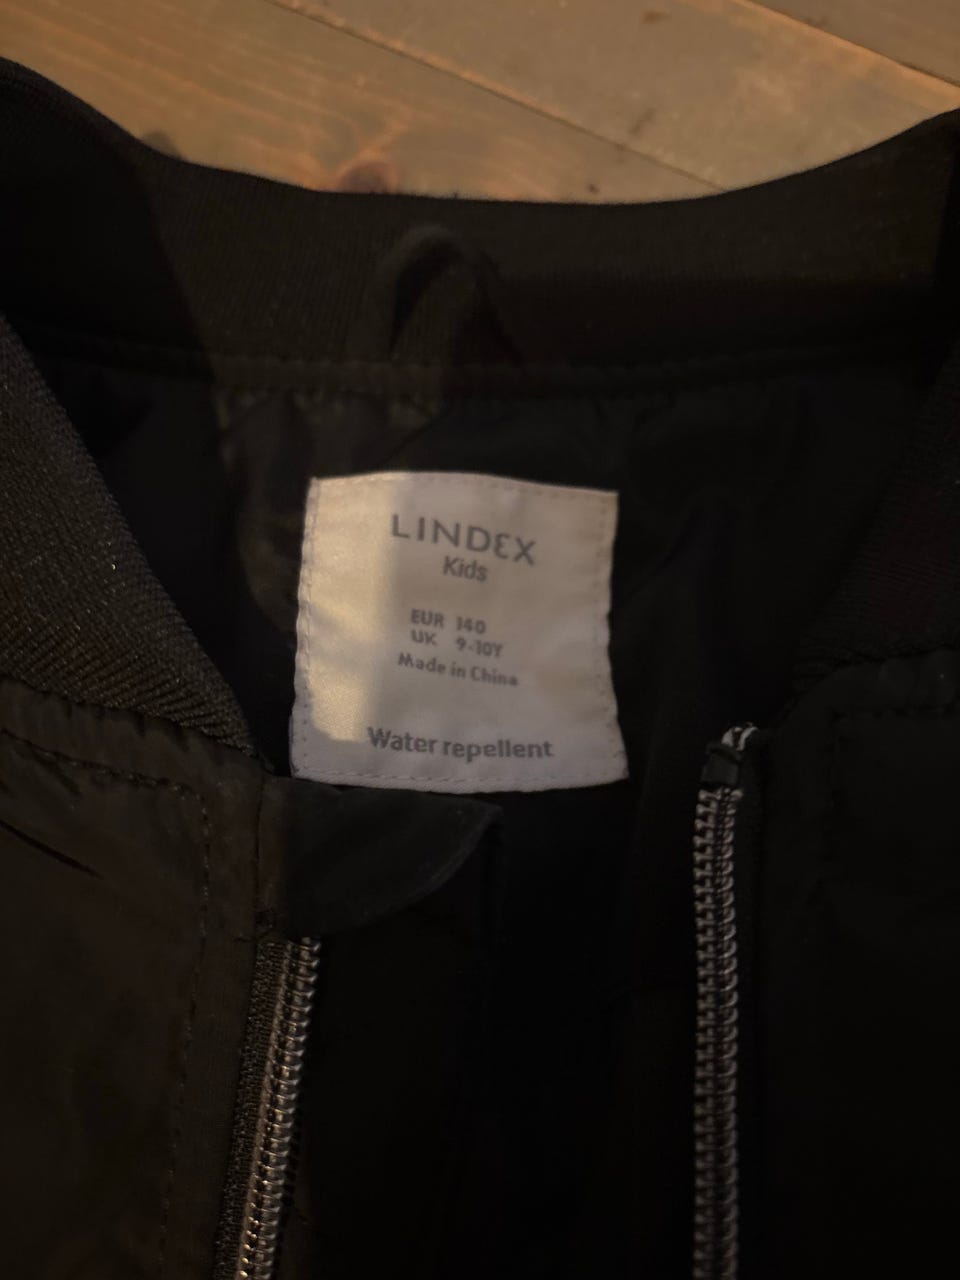 LINDEX
Kids
EUR 140
UK 9-10Y
Made in China
Water repellent